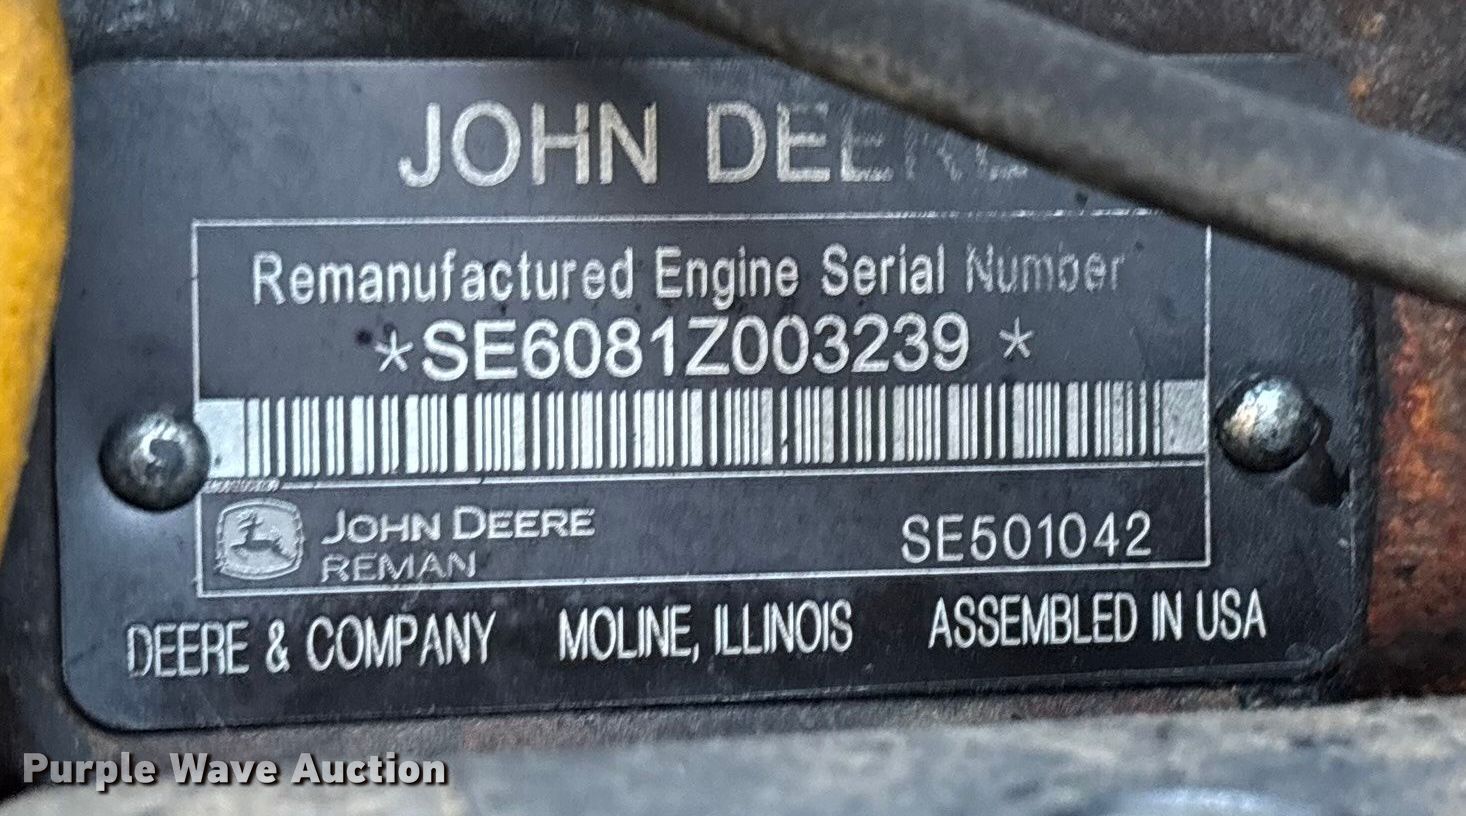 JOHN DEERE
Remanufactured Engine Serial Number
*SE6081Z003239 *
JOHN DEERE
REMAN
SE501042
DEERE & COMPANY MOLINE, ILLINOIS ASSEMBLED IN USA
Purple Wave Auction